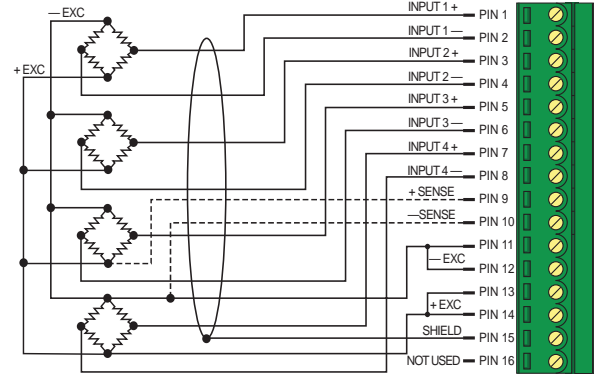 — EXC
+ EXC
INPUT 1 + PIN 1
INPUT 1 — PIN 2
INPUT 2 + PIN 3
INPUT 2 — PIN 4
INPUT 3 + PIN 5
INPUT 3 — PIN 6
INPUT 4 + PIN 7
INPUT 4 — PIN 8
+ SENSE PIN 9
—SENSE PIN 10
PIN 11
— EXC
PIN 12
PIN 13
+ EXC
PIN 14
SHIELD PIN 15
NOT USED PIN 16